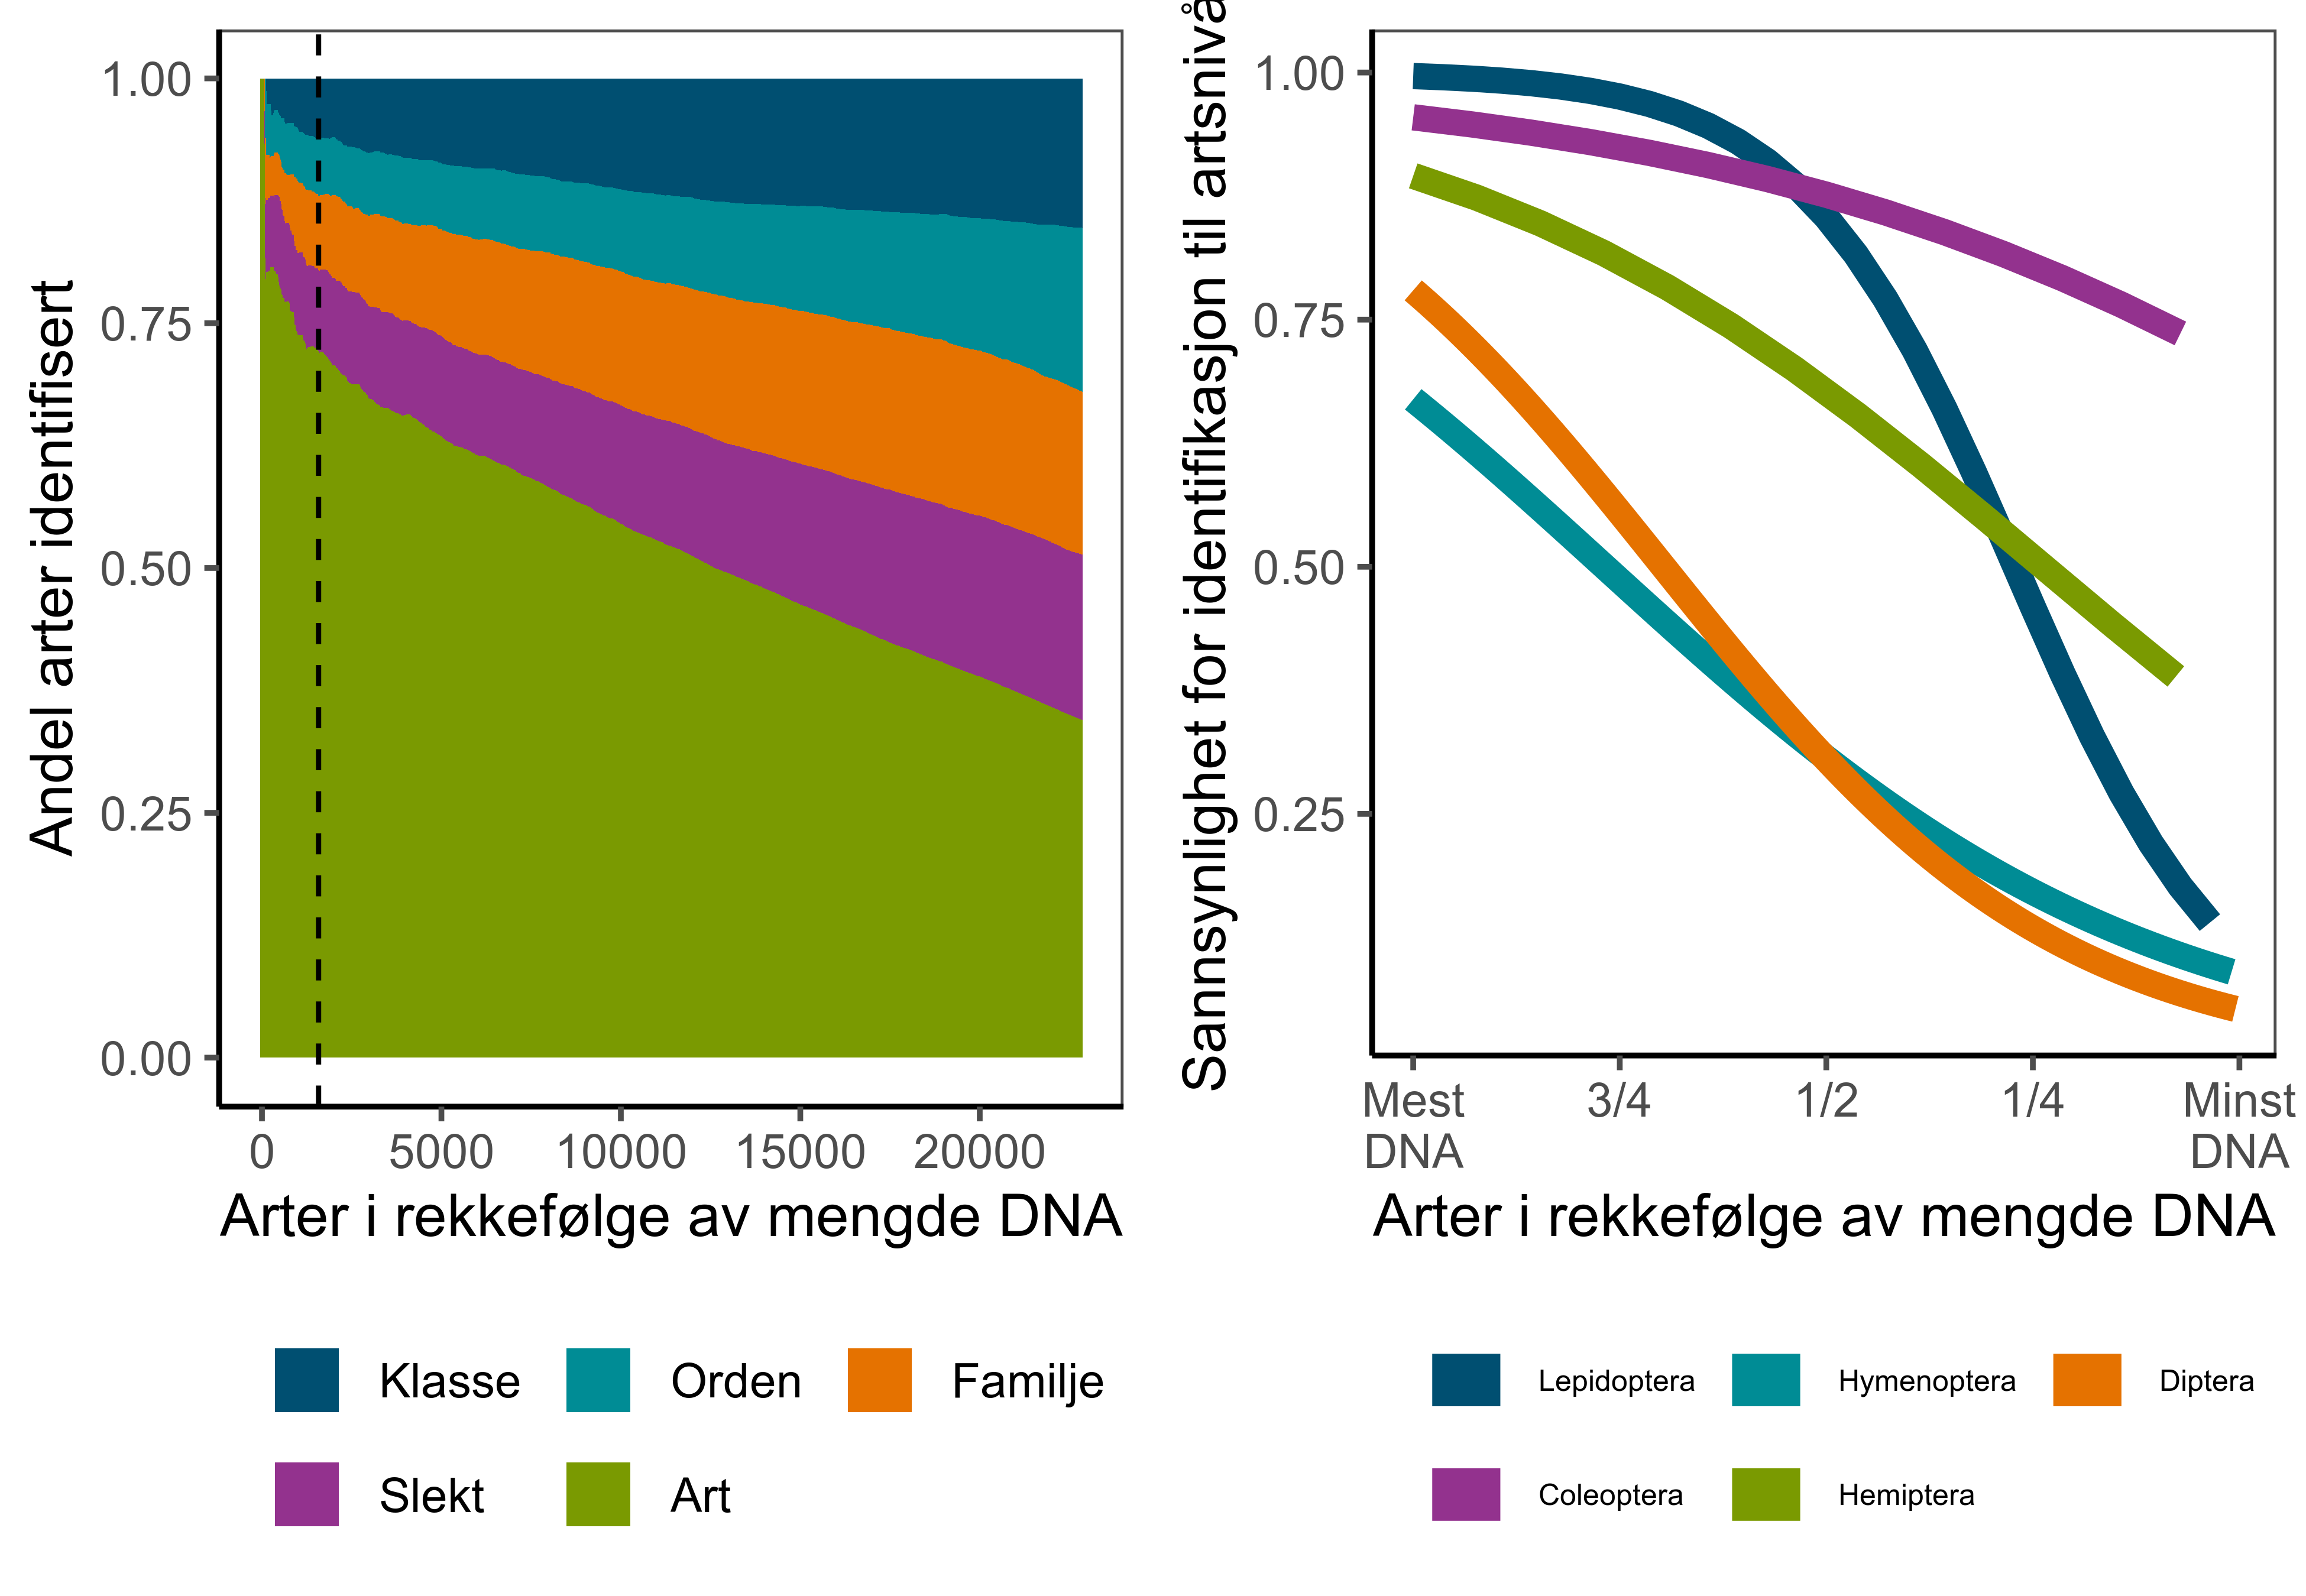 Andel arter identifisert
1.00
0.75
0.50
0.25
0.00
0
5000
10000
15000
20000
Arter i rekkefølge av mengde DNA
Klasse
Orden
Familje
Slekt
Art
Sannsynlighet for identifikasjon til artsnivå
1.00
0.75
0.50
0.25
Mest
DNA
3/4
1/2
1/4
Minst
DNA
Arter i rekkefølge av mengde DNA
Lepidoptera
Hymenoptera
Diptera
Coleoptera
Hemiptera